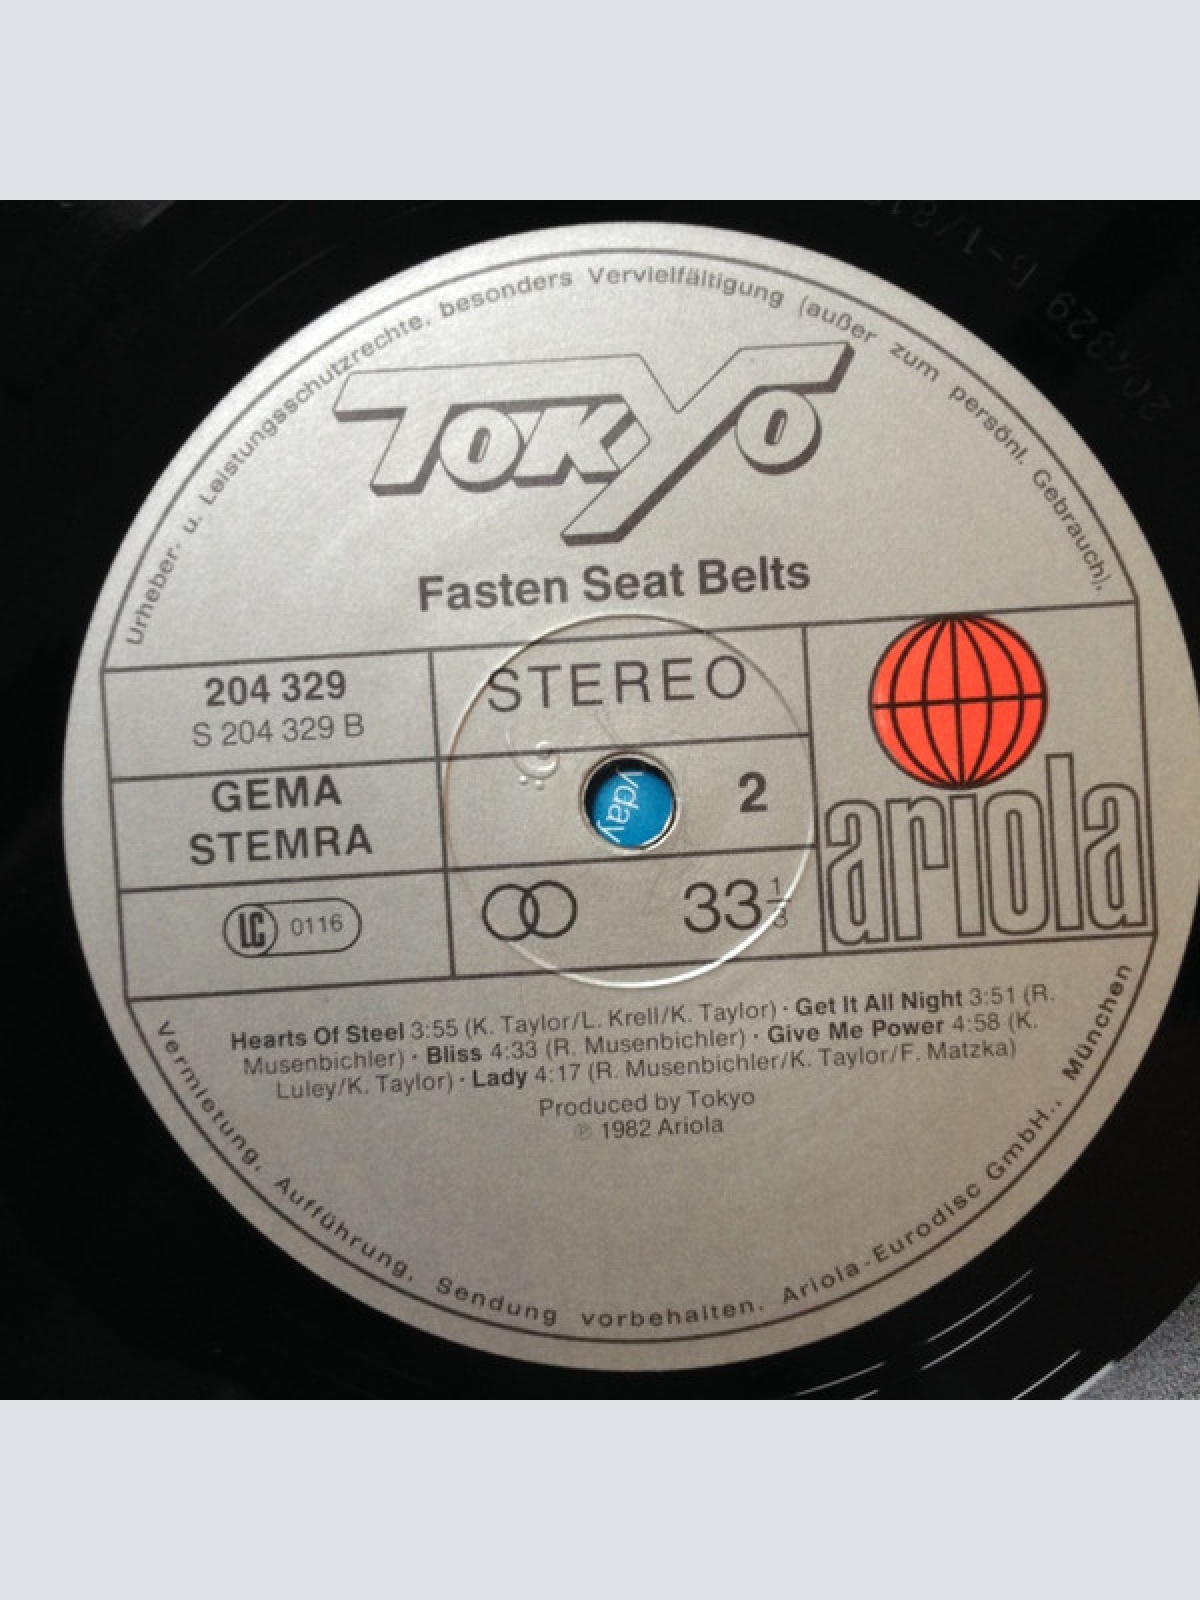 Urheber- u. Leistungsschutzrechte, besonders Vervielfältigung (außer zum persönl. Gebrauch),
TOKYO
Fasten Seat Belts
204 329
S 204 329 B
STEREO
GEMA
STEMRA
2
LC 0116
33 1/3
ariola
vday
Hearts Of Steel 3:55 (K. Taylor/L. Krell/K. Taylor) · Get It All Night 3:51 (R.
Musenbichler) · Bliss 4:33 (R. Musenbichler) · Give Me Power 4:58 (K.
Luley/K. Taylor) · Lady 4:17 (R. Musenbichler/K. Taylor/F. Matzka)
Produced by Tokyo
℗ 1982 Ariola
Vermietung, Aufführung, Sendung vorbehalten. Ariola-Eurodisc GmbH., München